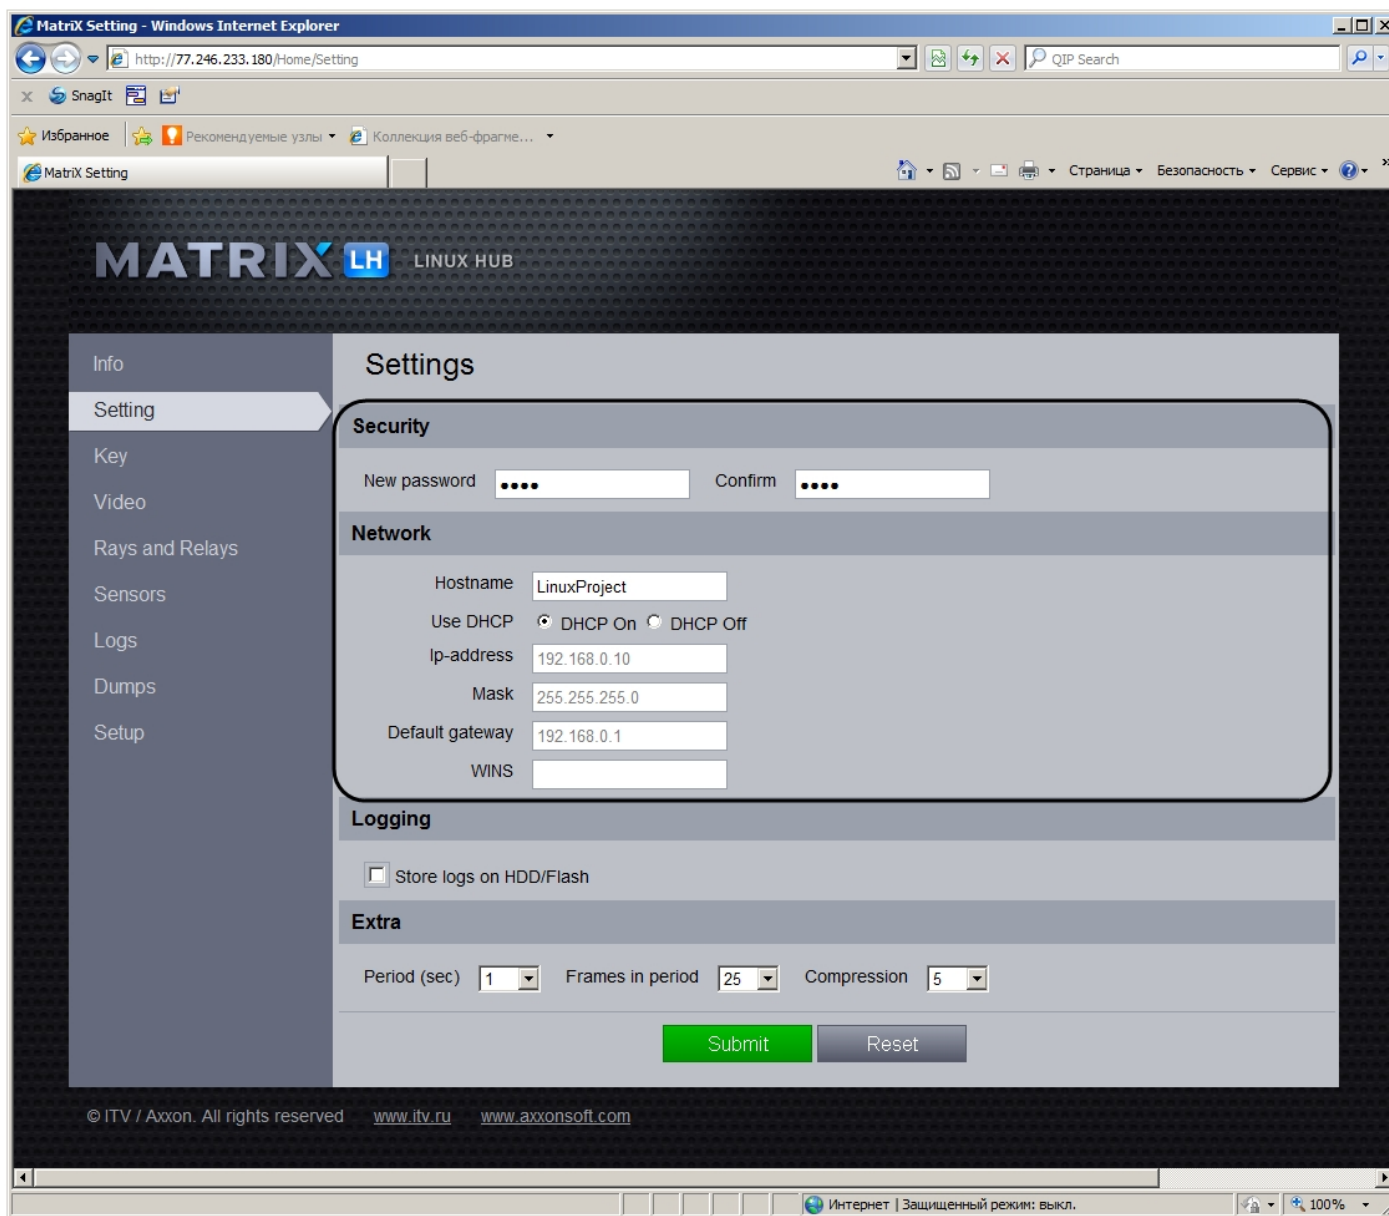 MatriX Setting - Windows Internet Explorer
http://77.246.233.180/Home/Setting
QIP Search
x SnagIt
Избранное Рекомендуемые узлы Коллекция веб-фрагме...
MatriX Setting
Страница Безопасность Сервис
MATRIX LH LINUX HUB
Info
Setting
Key
Video
Rays and Relays
Sensors
Logs
Dumps
Setup
Settings
Security
New password •••• Confirm ••••
Network
Hostname LinuxProject
Use DHCP DHCP On DHCP Off
Ip-address 192.168.0.10
Mask 255.255.255.0
Default gateway 192.168.0.1
WINS
Logging
Store logs on HDD/Flash
Extra
Period (sec) 1 Frames in period 25 Compression 5
Submit Reset
© ITV / Axxon. All rights reserved www.itv.ru www.axxonsoft.com
Интернет | Защищенный режим: выкл. 100%